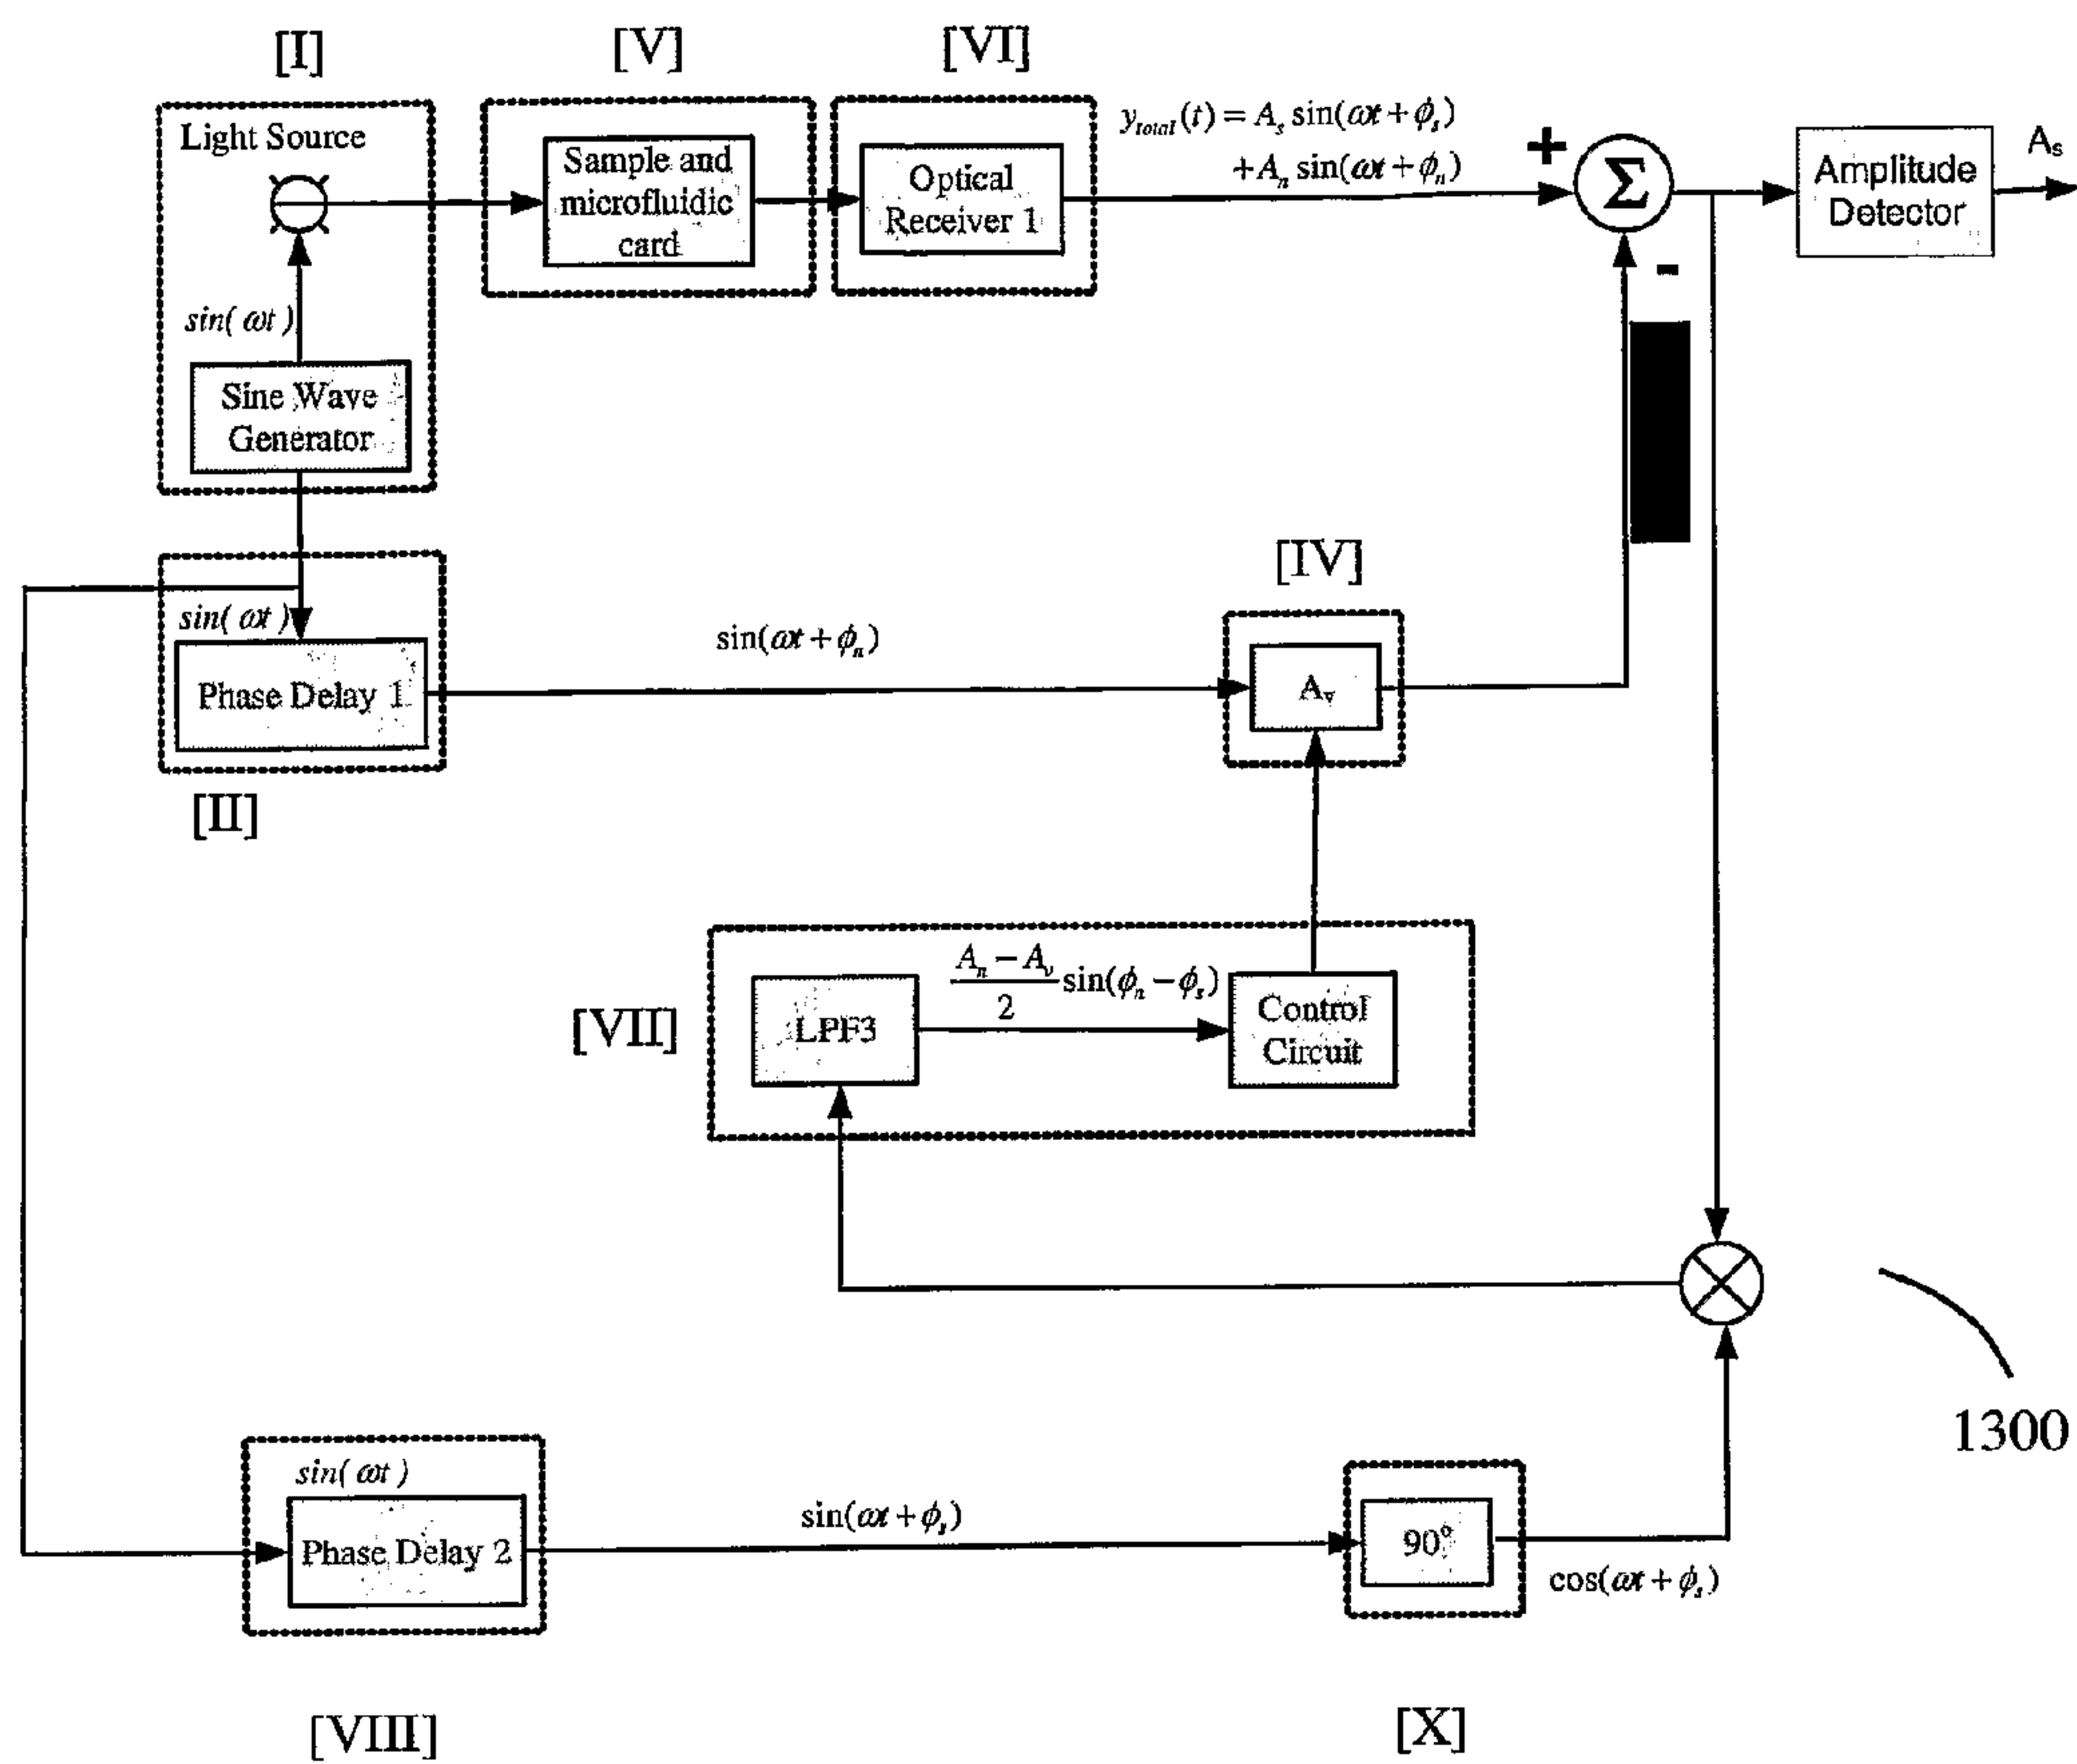 [I]
[V]
[VI]
Light Source
Sample and
microfluidic
card
Optical
Receiver 1
y_total(t) = A_s sin(ωt + ϕ_s)
+A_n sin(ωt + ϕ_n)
+
Σ
-
Amplitude
Detector
A_s
sin( ωt )
Sine Wave
Generator
sin( ωt )
Phase Delay 1
[II]
sin(ωt + ϕ_n)
[IV]
A_v
[VII]
LPF3
A_n − A_v
2
sin(ϕ_n − ϕ_s)
Control
Circuit
1300
sin( ωt )
Phase Delay 2
sin(ωt + ϕ_s)
90°
cos(ωt + ϕ_s)
[VIII]
[X]